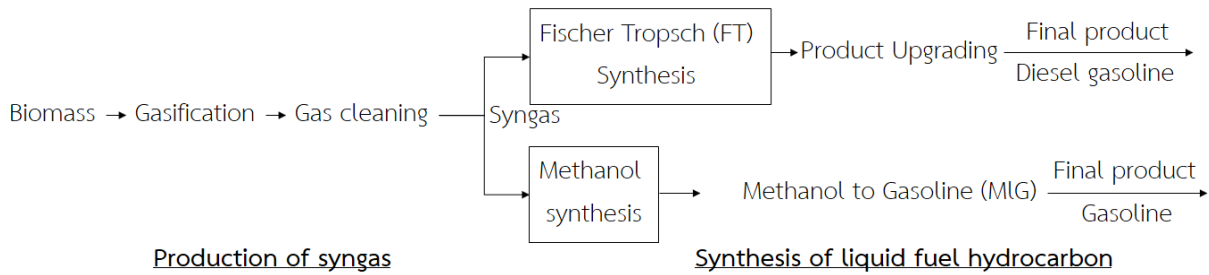 Fischer Tropsch (FT)
Synthesis
Product Upgrading
Final product
Diesel gasoline
Biomass
Gasification
Gas cleaning
Syngas
Methanol
synthesis
Methanol to Gasoline (MlG)
Final product
Gasoline
Production of syngas
Synthesis of liquid fuel hydrocarbon